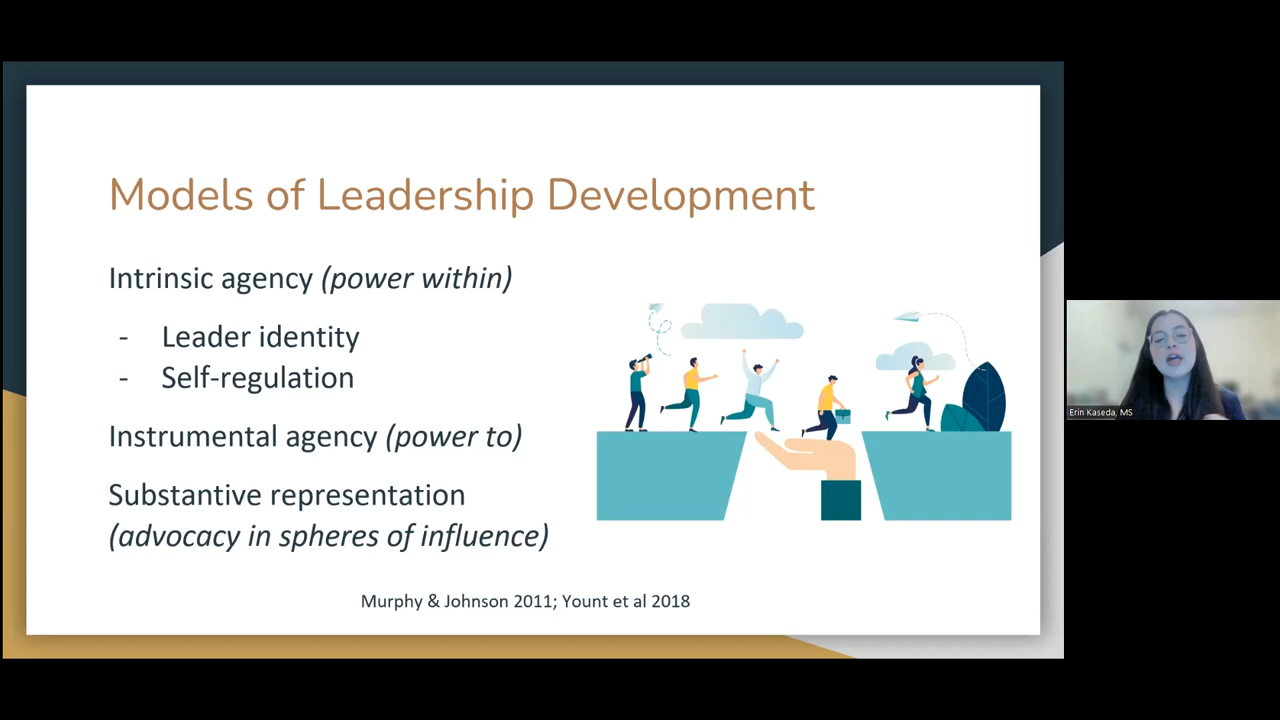 Models of Leadership Development
Intrinsic agency (power within)
- Leader identity
- Self-regulation
Instrumental agency (power to)
Substantive representation
(advocacy in spheres of influence)
Murphy & Johnson 2011; Yount et al 2018
Erin Kaseda, MS